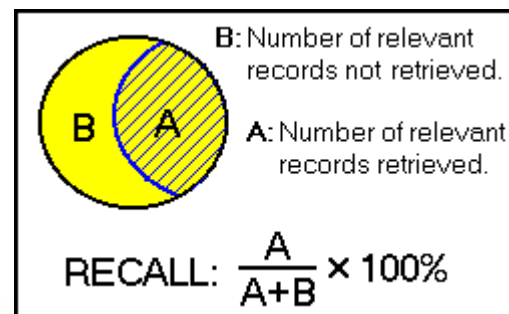 B: Number of relevant
records not retrieved.
B
A
A: Number of relevant
records retrieved.
RECALL: A
A+B × 100%